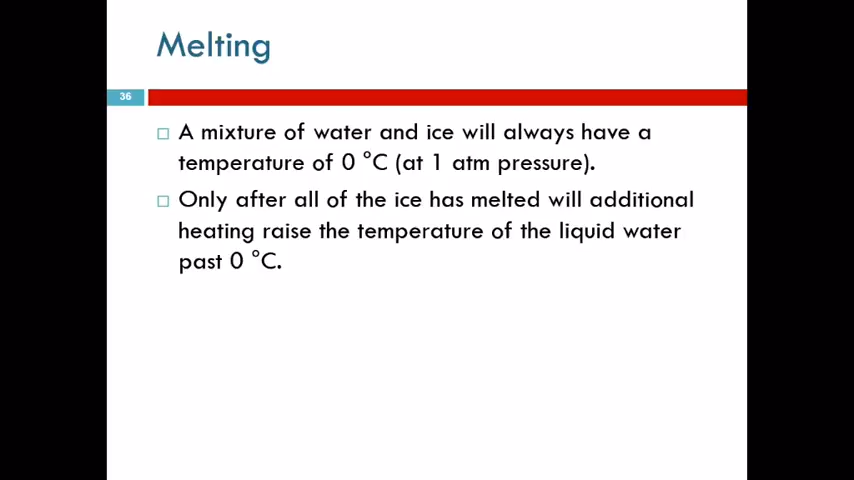 Melting
36
A mixture of water and ice will always have a
temperature of 0 °C (at 1 atm pressure).
Only after all of the ice has melted will additional
heating raise the temperature of the liquid water
past 0 °C.